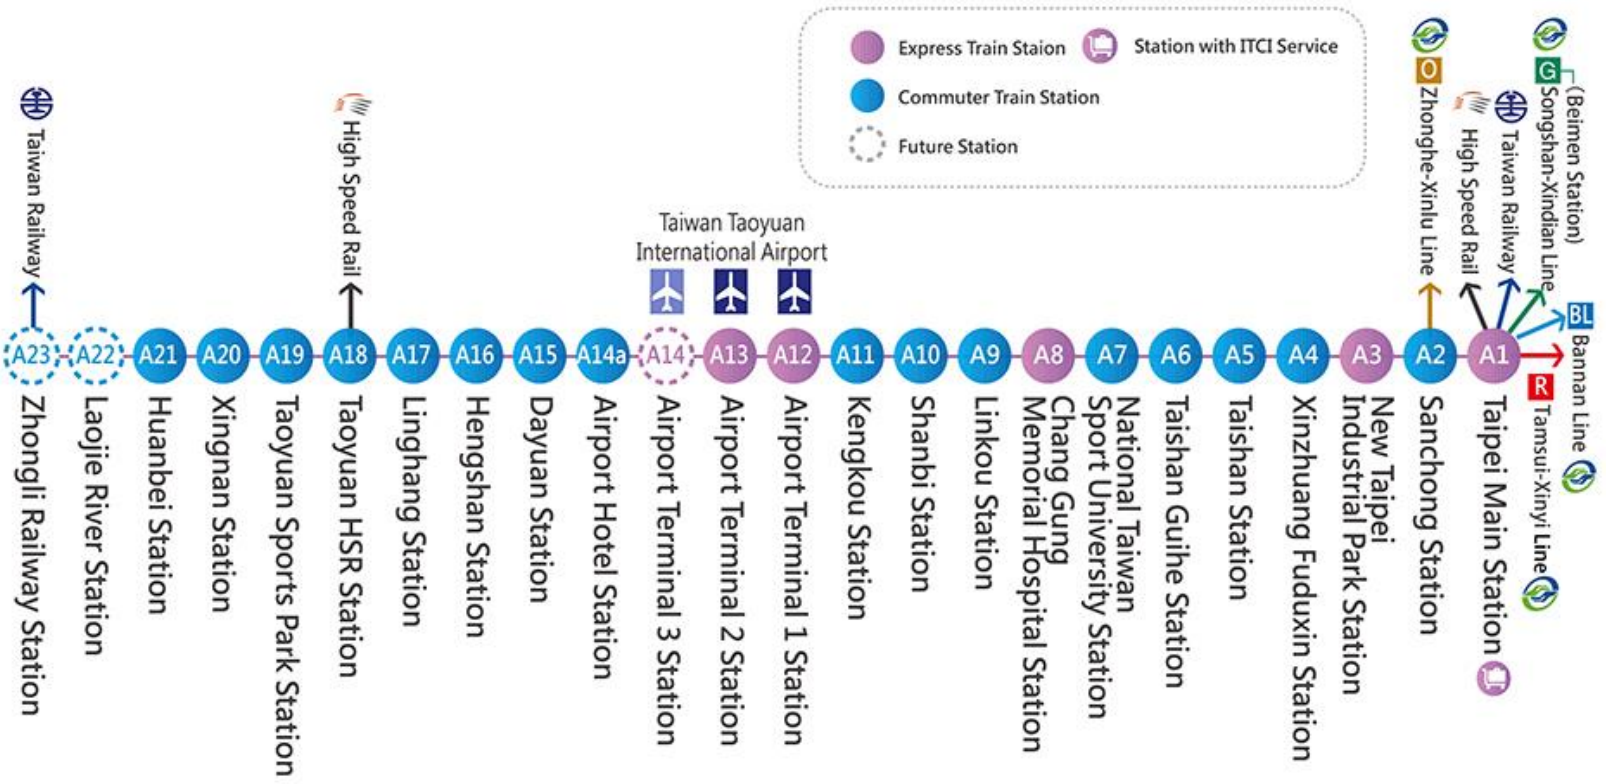 Express Train Staion
Station with ITCI Service
Commuter Train Station
Future Station
Taiwan Railway
High Speed Rail
Taiwan Taoyuan
International Airport
O
Zhonghe-Xinlu Line
High Speed Rail
Taiwan Railway
G
Songshan-Xindian Line
(Beimen Station)
BL
Bannan Line
R
Tamsui-Xinyi Line
A23
A22
A21
A20
A19
A18
A17
A16
A15
A14a
A14
A13
A12
A11
A10
A9
A8
A7
A6
A5
A4
A3
A2
A1
Zhongli Railway Station
Laojie River Station
Huanbei Station
Xingnan Station
Taoyuan Sports Park Station
Taoyuan HSR Station
Linghang Station
Hengshan Station
Dayuan Station
Airport Hotel Station
Airport Terminal 3 Station
Airport Terminal 2 Station
Airport Terminal 1 Station
Kengkou Station
Shanbi Station
Linkou Station
Chang Gung
Memorial Hospital Station
National Taiwan
Sport University Station
Taishan Guihe Station
Taishan Station
Xinzhuang Fuduxin Station
New Taipei
Industrial Park Station
Sanchong Station
Taipei Main Station